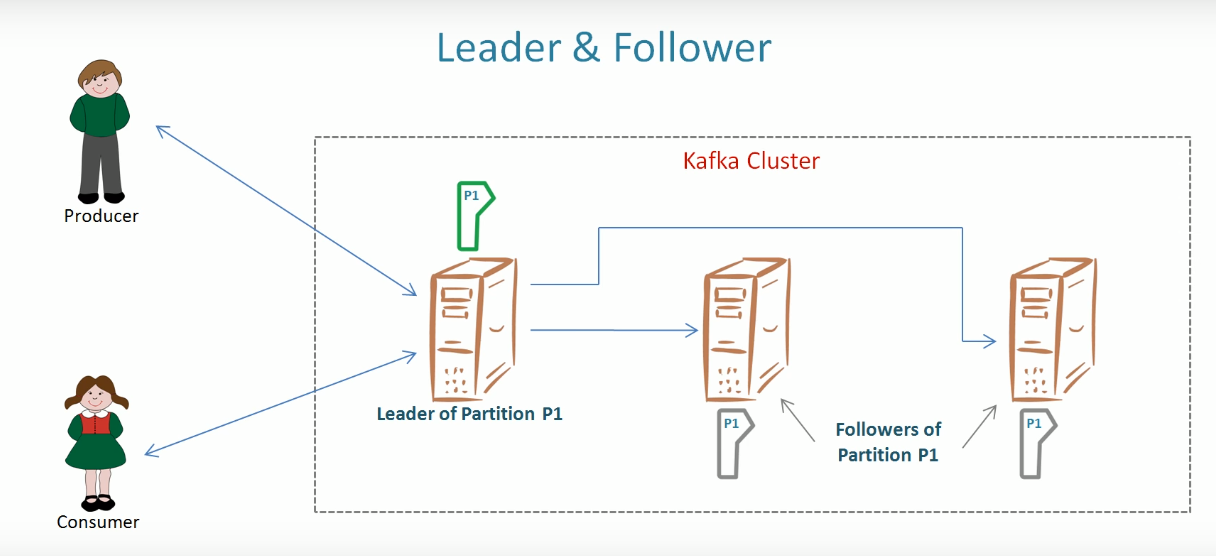 Leader & Follower
Kafka Cluster
P1
Producer
Leader of Partition P1
P1
Followers of
Partition P1
P1
Consumer